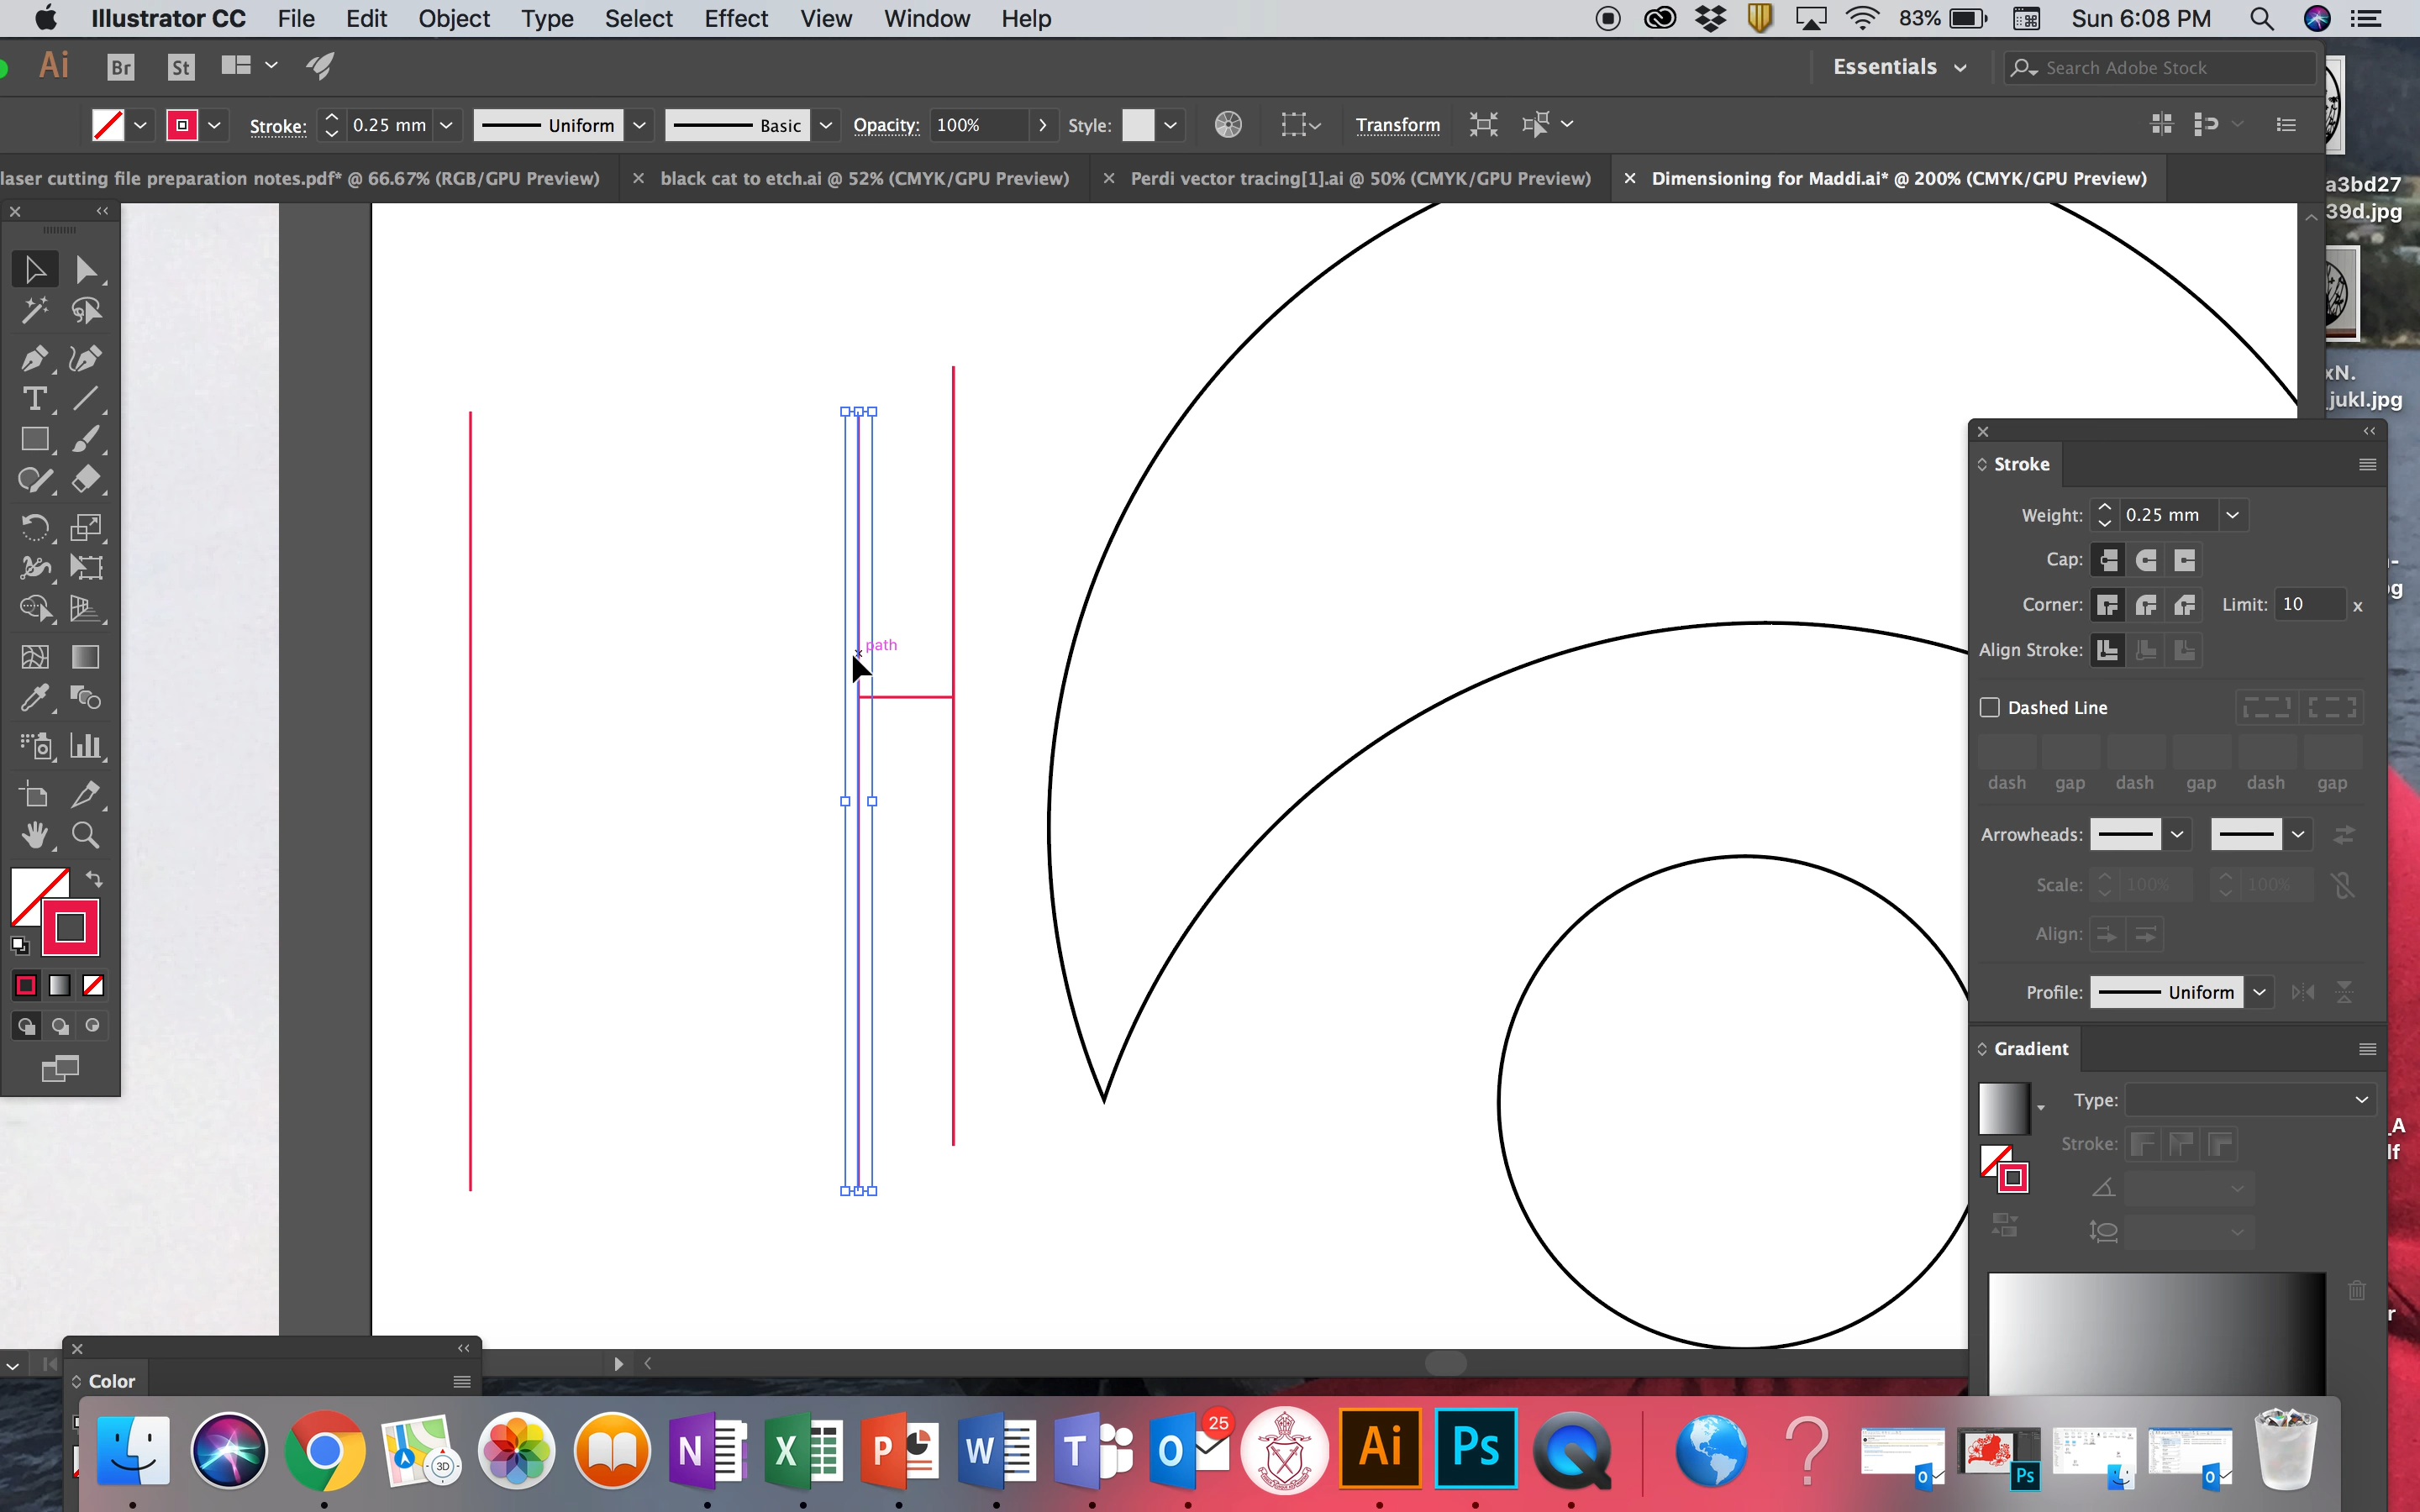 Illustrator CC File Edit Object Type Select Effect View Window Help 83% Sun 6:08 PM
Ai Br St Essentials Search Adobe Stock
Stroke: 0.25 mm Uniform Basic Opacity: 100% Style: Transform
laser cutting file preparation notes.pdf* @ 66.67% (RGB/GPU Preview) × black cat to etch.ai @ 52% (CMYK/GPU Preview) × Perdi vector tracing[1].ai @ 50% (CMYK/GPU Preview) × Dimensioning for Maddi.ai* @ 200% (CMYK/GPU Preview)
a3bd27
39d.jpg
xN.
jukl.jpg
path
Stroke
Weight: 0.25 mm
Cap:
Corner: Limit: 10 x
Align Stroke:
Dashed Line
dash gap dash gap dash gap
Arrowheads:
Scale: 100% 100%
Align:
Profile: Uniform
Gradient
Type:
Stroke:
Color
N X P W T O 25 Ai Ps
3D
Ps